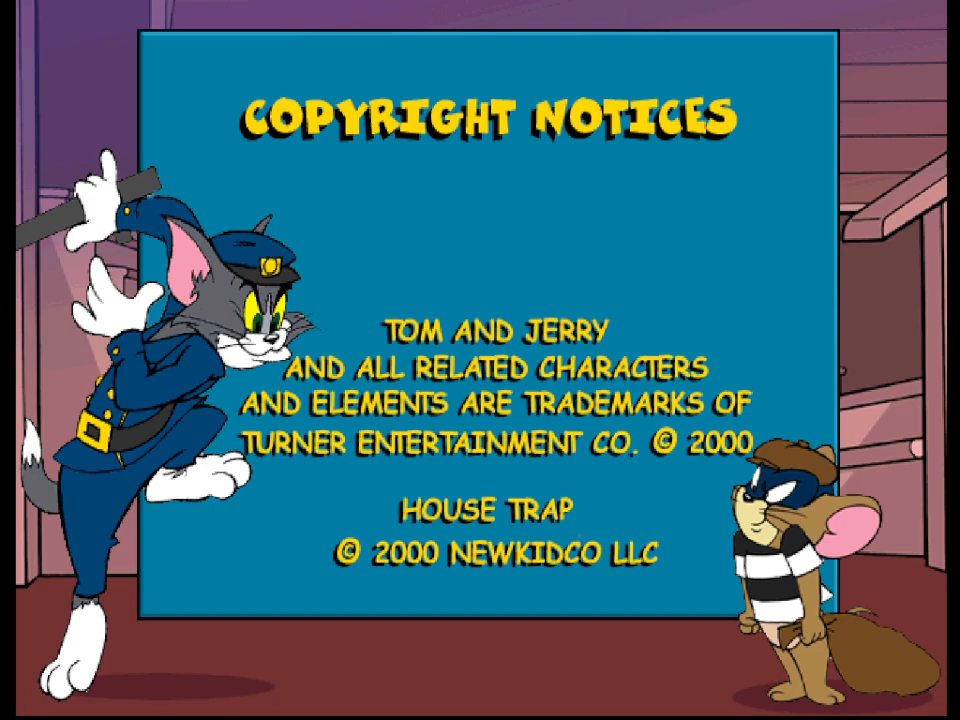 COPYRIGHT NOTICES
TOM AND JERRY
AND ALL RELATED CHARACTERS
AND ELEMENTS ARE TRADEMARKS OF
TURNER ENTERTAINMENT CO. © 2000
HOUSE TRAP
© 2000 NEWKIDCO LLC